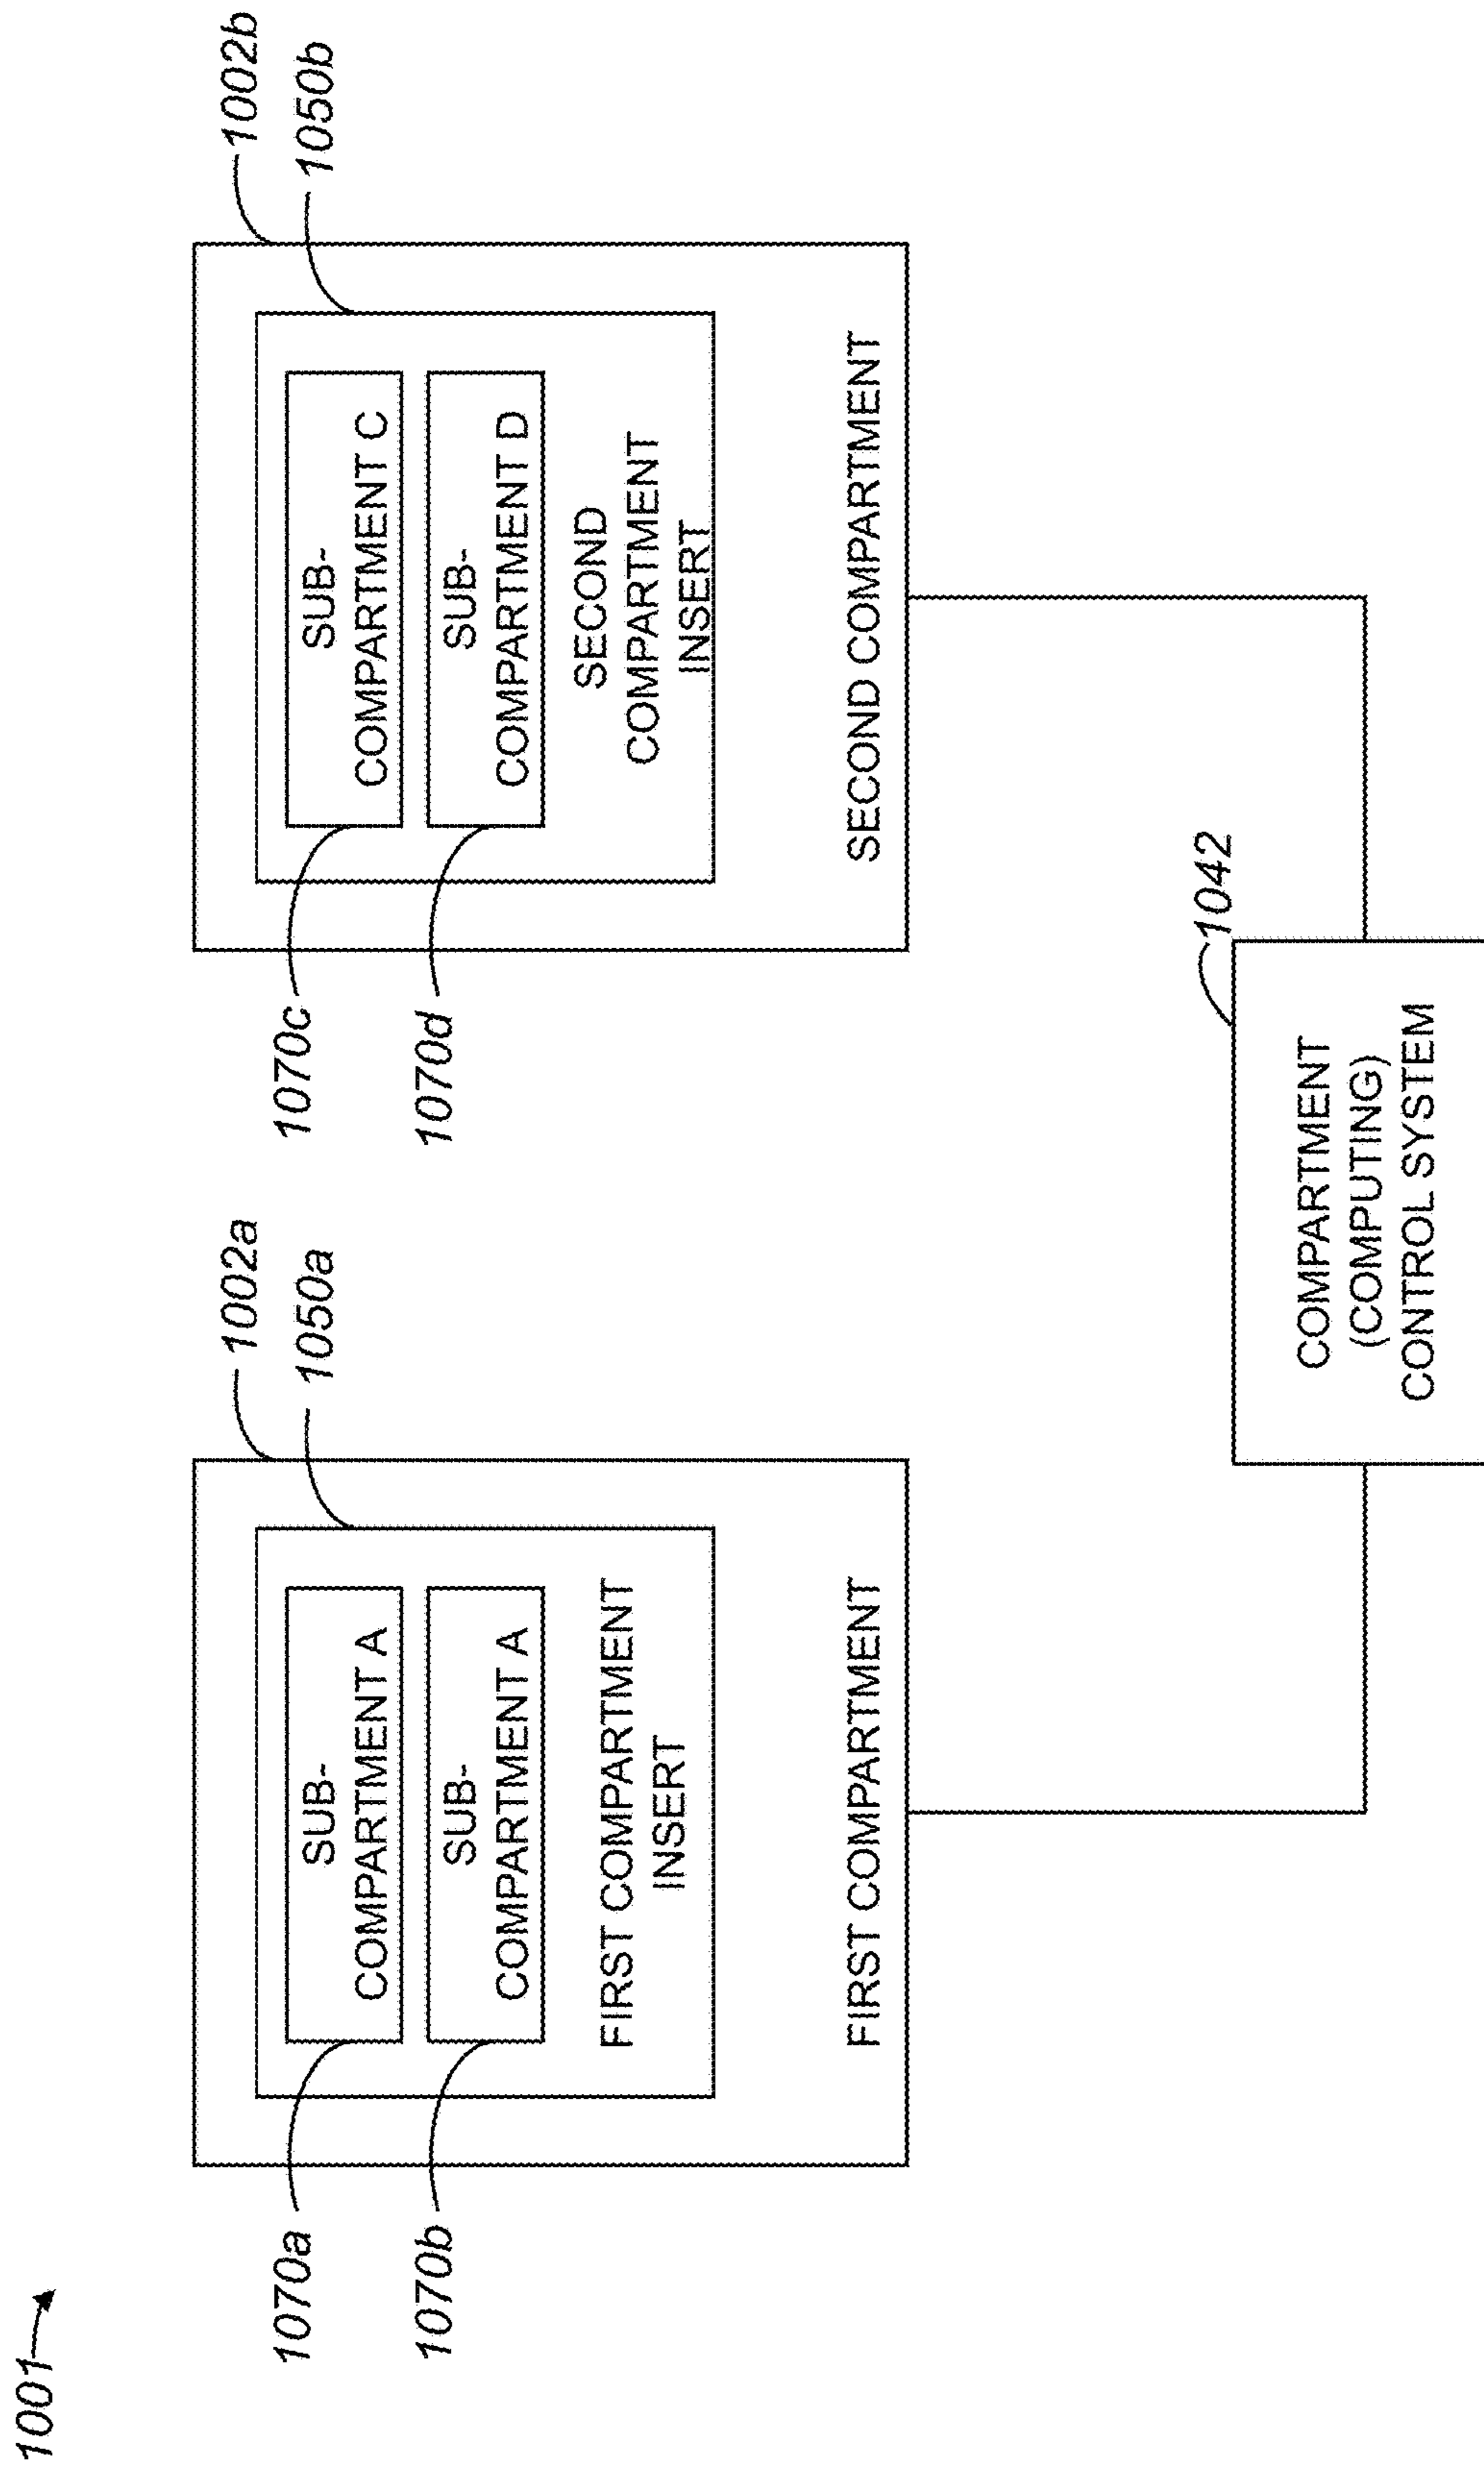 1001
1002a
1050a
1070a
SUB-
COMPARTMENT A
1070b
SUB-
COMPARTMENT A
FIRST COMPARTMENT
INSERT
FIRST COMPARTMENT
1002b
1050b
1070c
SUB-
COMPARTMENT C
1070d
SUB-
COMPARTMENT D
SECOND
COMPARTMENT
INSERT
SECOND COMPARTMENT
1042
COMPARTMENT
(COMPUTING)
CONTROL SYSTEM